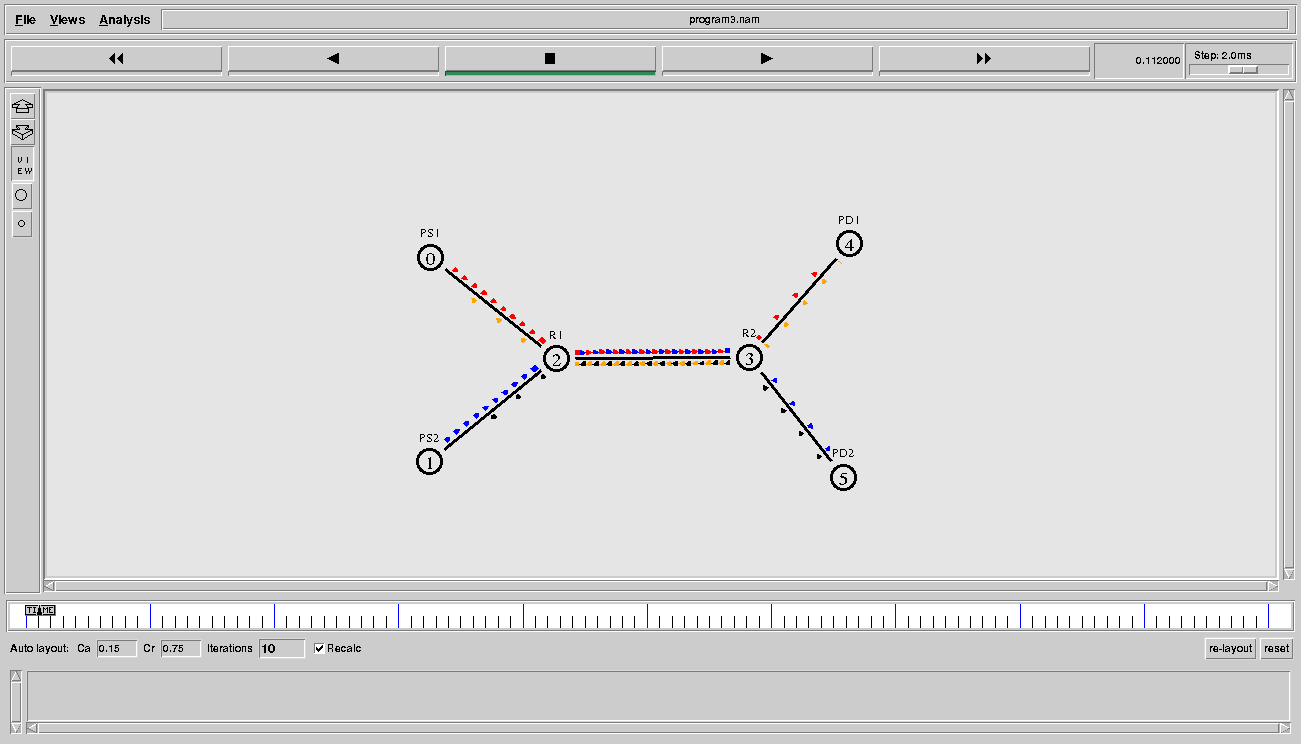 File Views Analysis program3.nam
0.112000 Step: 2.0ms
V I
E W
PD1
4
PS1
0
R1
2
R2
3
PS2
1
PD2
5
TIME
Auto layout: Ca 0.15 Cr 0.75 Iterations 10 Recalc re-layout reset